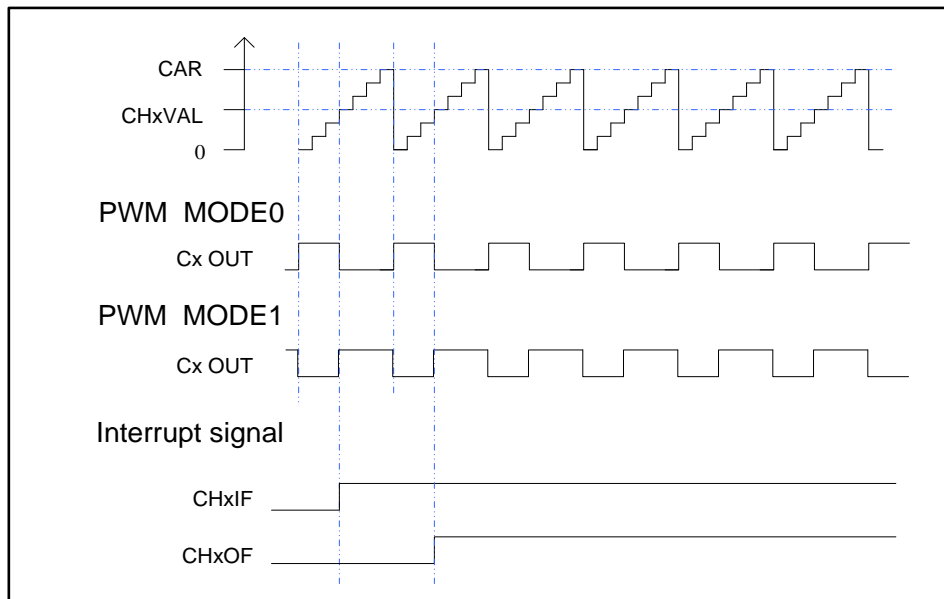 CAR
CHxVAL
0
PWM MODE0
Cx OUT
PWM MODE1
Cx OUT
Interrupt signal
CHxIF
CHxOF